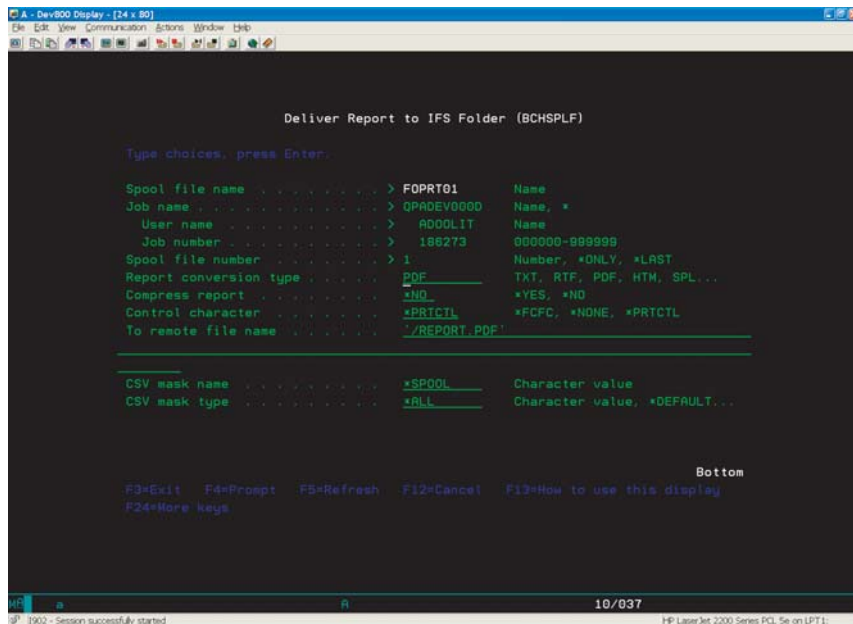 A - Dev800 Display - [24 x 80]
File Edit View Communication Actions Window Help
Deliver Report to IFS Folder (BCHSPLF)
Type choices, press Enter.
Spool file name . . . . . . . . > FOPRT01 Name
Job name . . . . . . . . . . . . > QPADEV000D Name, *
User name . . . . . . . . . . > ADOOLIT Name
Job number . . . . . . . . . . > 186273 000000-999999
Spool file number . . . . . . . > 1 Number, *ONLY, *LAST
Report conversion type . . . . . PDF TXT, RTF, PDF, HTM, SPL...
Compress report . . . . . . . . *NO *YES, *NO
Control character . . . . . . . *PRTCTL *FCFC, *NONE, *PRTCTL
To remote file name . . . . . . '/REPORT.PDF'
CSV mask name . . . . . . . . . *SPOOL Character value
CSV mask type . . . . . . . . . *ALL Character value, *DEFAULT...
Bottom
F3=Exit F4=Prompt F5=Refresh F12=Cancel F13=How to use this display
F24=More keys
MA a A 10/037
I902 - Session successfully started HP LaserJet 2200 Series PCL 5e on LPT1: